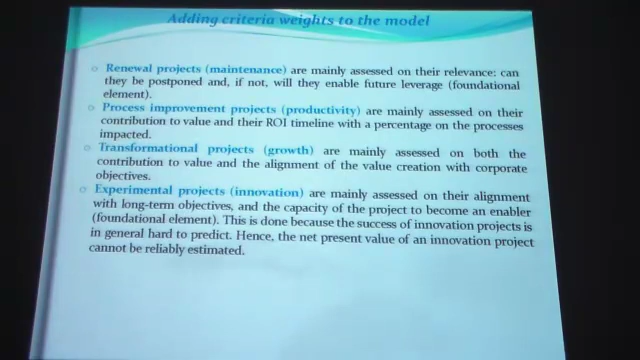 Adding criteria weights to the model
Renewal projects (maintenance) are mainly assessed on their relevance: can
they be postponed and, if not, will they enable future leverage (foundational
element).
Process improvement projects (productivity) are mainly assessed on their
contribution to value and their ROI timeline with a percentage on the processes
impacted.
Transformational projects (growth) are mainly assessed on both the
contribution to value and the alignment of the value creation with corporate
objectives.
Experimental projects (innovation) are mainly assessed on their alignment
with long-term objectives, and the capacity of the project to become an enabler
(foundational element). This is done because the success of innovation projects is
in general hard to predict. Hence, the net present value of an innovation project
cannot be reliably estimated.